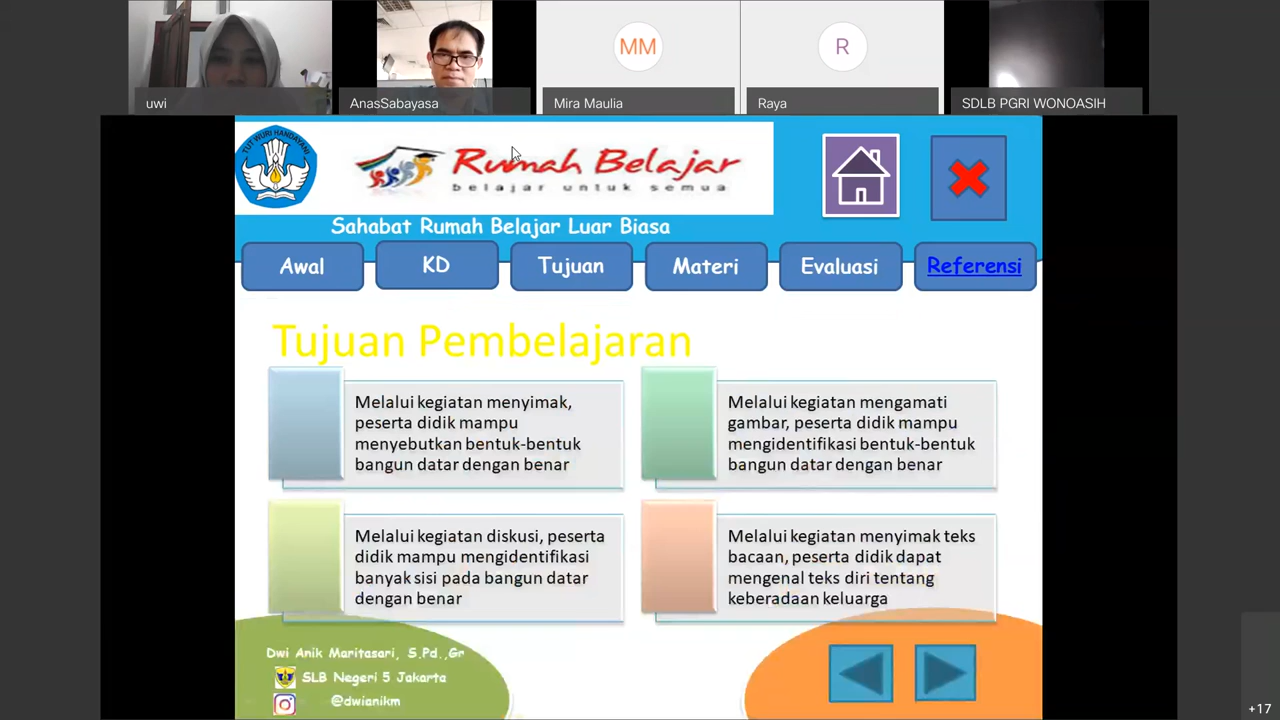 uwi
AnasSabayasa
MM
Mira Maulia
R
Raya
SDLB PGRI WONOASIH
TUT WURI HANDAYANI
Rumah Belajar
belajar untuk semua
Sahabat Rumah Belajar Luar Biasa
Awal
KD
Tujuan
Materi
Evaluasi
Referensi
Tujuan Pembelajaran
Melalui kegiatan menyimak,
peserta didik mampu
menyebutkan bentuk-bentuk
bangun datar dengan benar
Melalui kegiatan mengamati
gambar, peserta didik mampu
mengidentifikasi bentuk-bentuk
bangun datar dengan benar
Melalui kegiatan diskusi, peserta
didik mampu mengidentifikasi
banyak sisi pada bangun datar
dengan benar
Melalui kegiatan menyimak teks
bacaan, peserta didik dapat
mengenal teks diri tentang
keberadaan keluarga
Dwi Anik Maritasari, S.Pd.,Gr
SLB Negeri 5 Jakarta
@dwianikm
+17